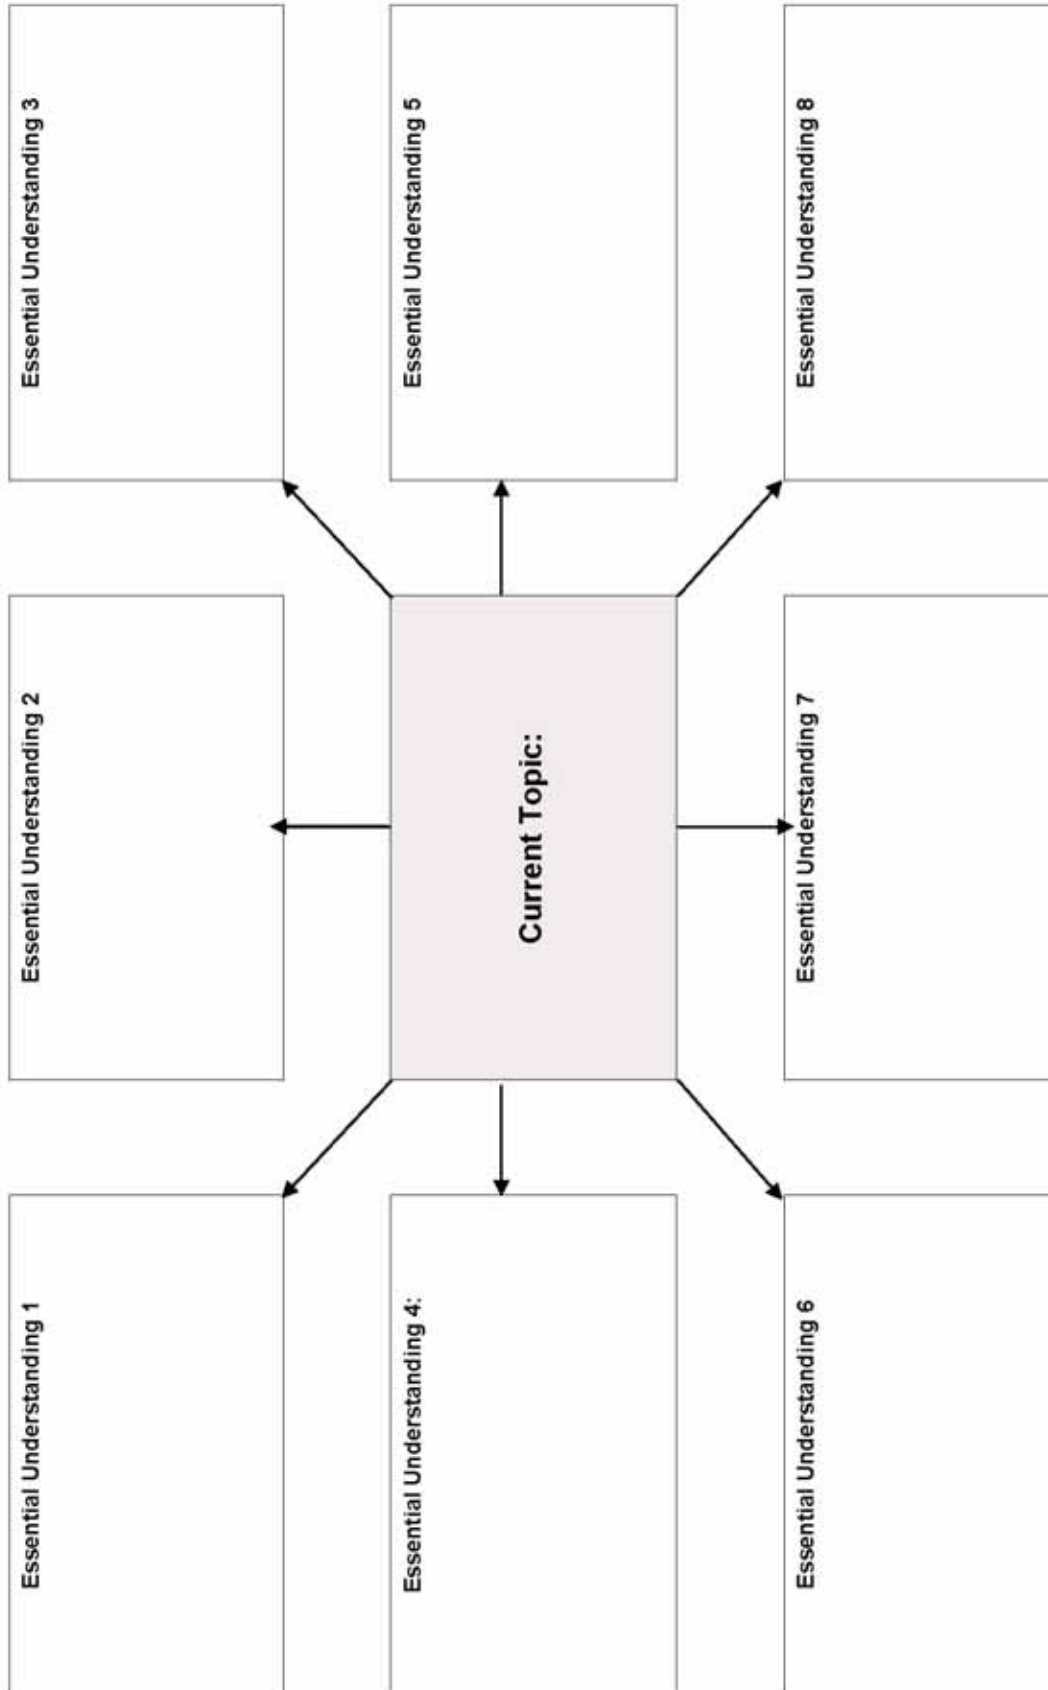 Essential Understanding 1
Essential Understanding 2
Essential Understanding 3
Essential Understanding 4:
Current Topic:
Essential Understanding 5
Essential Understanding 6
Essential Understanding 7
Essential Understanding 8